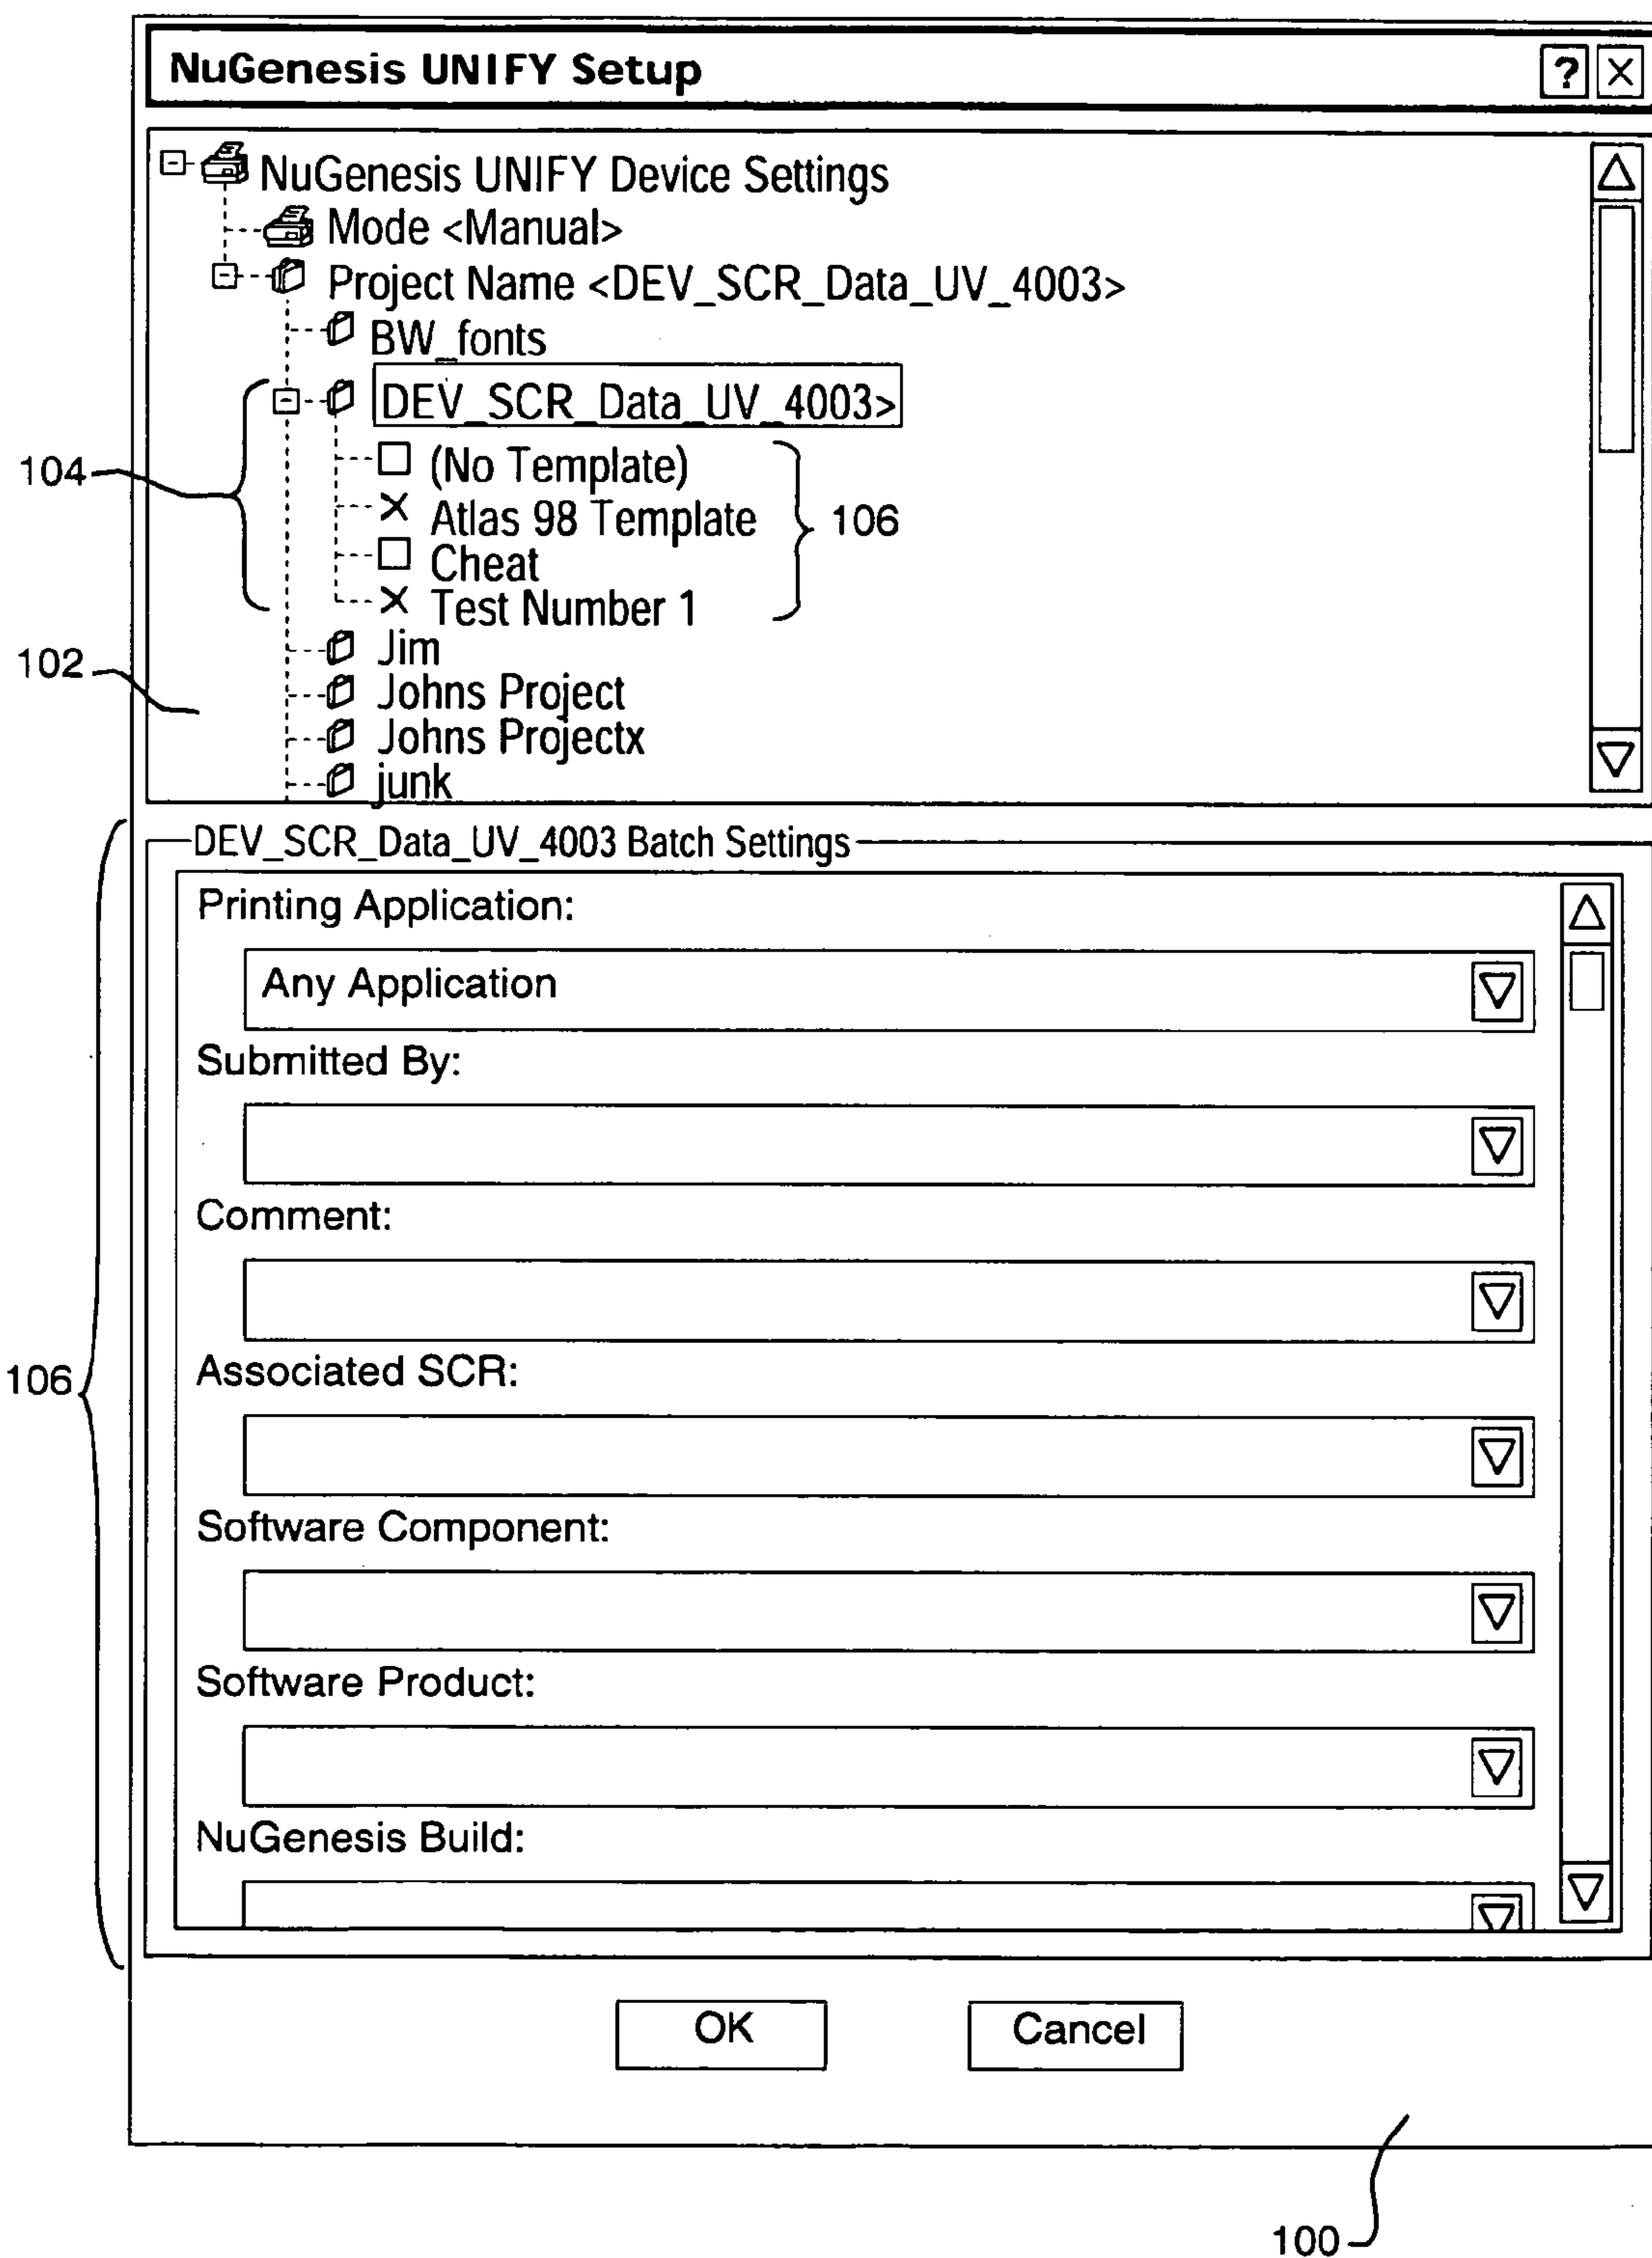 NuGenesis UNIFY Setup ? X
NuGenesis UNIFY Device Settings
Mode <Manual>
Project Name <DEV_SCR_Data_UV_4003>
BW_fonts
DEV_SCR_Data_UV_4003>
104
(No Template)
Atlas 98 Template
106
Cheat
Test Number 1
Jim
102
Johns Project
Johns Projectx
junk
DEV_SCR_Data_UV_4003 Batch Settings
Printing Application:
Any Application
Submitted By:
Comment:
Associated SCR:
106
Software Component:
Software Product:
NuGenesis Build:
OK Cancel
100